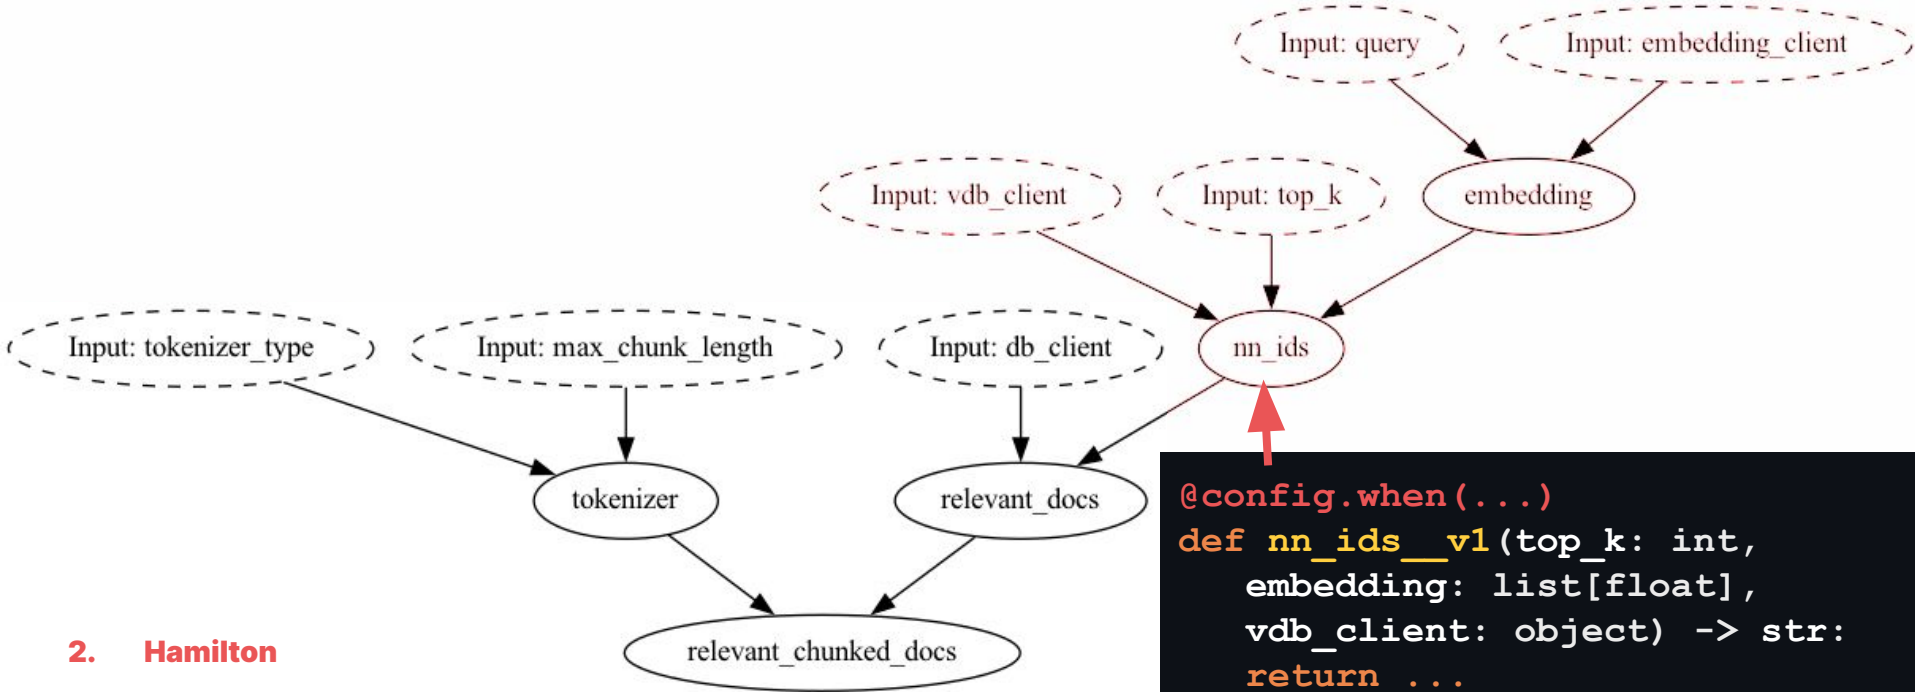 Input: query
Input: embedding_client
Input: vdb_client
Input: top_k
embedding
Input: tokenizer_type
Input: max_chunk_length
Input: db_client
nn_ids
tokenizer
relevant_docs
relevant_chunked_docs
@config.when(...)
def nn_ids__v1(top_k: int,
embedding: list[float],
vdb_client: object) -> str:
return ...
2. Hamilton